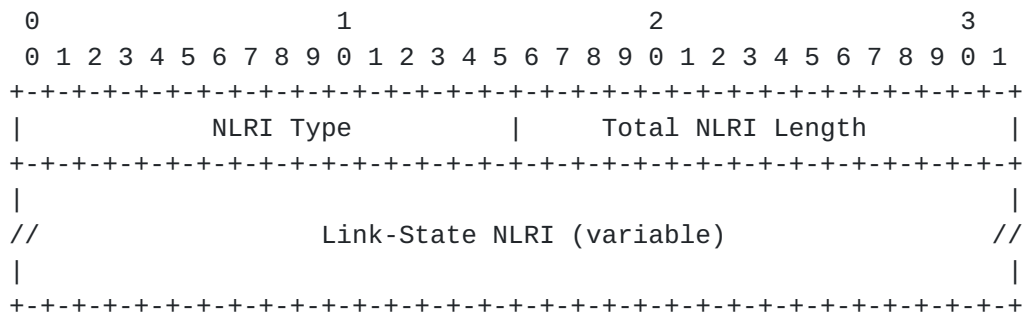 0                   1                   2                   3
 0 1 2 3 4 5 6 7 8 9 0 1 2 3 4 5 6 7 8 9 0 1 2 3 4 5 6 7 8 9 0 1
+-+-+-+-+-+-+-+-+-+-+-+-+-+-+-+-+-+-+-+-+-+-+-+-+-+-+-+-+-+-+-+-+
|            NLRI Type          |     Total NLRI Length         |
+-+-+-+-+-+-+-+-+-+-+-+-+-+-+-+-+-+-+-+-+-+-+-+-+-+-+-+-+-+-+-+-+
|                                                               |
//                  Link-State NLRI (variable)                 //
|                                                               |
+-+-+-+-+-+-+-+-+-+-+-+-+-+-+-+-+-+-+-+-+-+-+-+-+-+-+-+-+-+-+-+-+